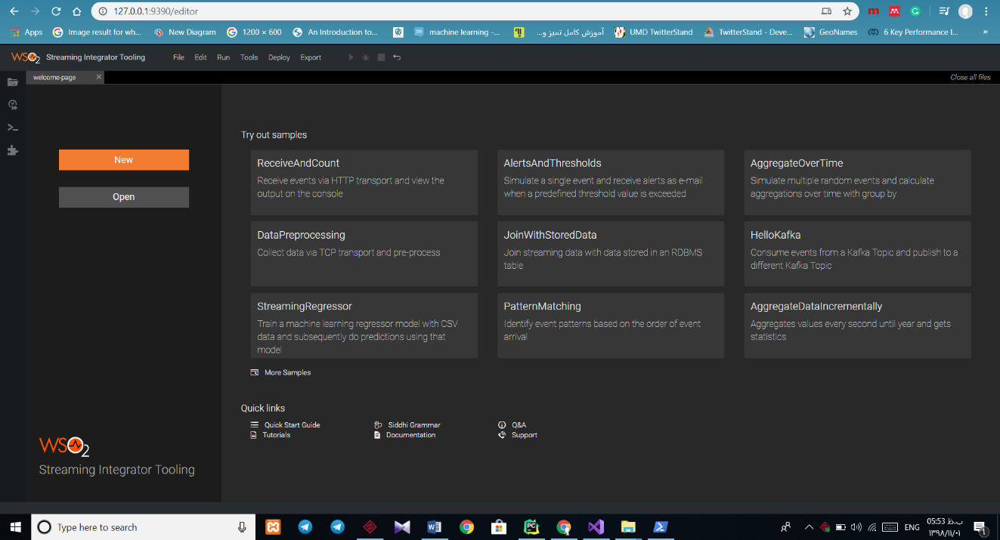 127.0.0.1:9390/editor
Apps
Image result for wh...
New Diagram
1200 × 600
An Introduction to...
machine learning -...
آموزش کامل تمیز و...
UMD TwitterStand
TwitterStand - Deve...
GeoNames
6 Key Performance I...
»
WSO2 Streaming Integrator Tooling
File Edit Run Tools Deploy Export
welcome-page
Close all files
New
Open
WSO2
Streaming Integrator Tooling
Try out samples
ReceiveAndCount
Receive events via HTTP transport and view the
output on the console
AlertsAndThresholds
Simulate a single event and receive alerts as e-mail
when a predefined threshold value is exceeded
AggregateOverTime
Simulate multiple random events and calculate
aggregations over time with group by
DataPreprocessing
Collect data via TCP transport and pre-process
JoinWithStoredData
Join streaming data with data stored in an RDBMS
table
HelloKafka
Consume events from a Kafka Topic and publish to a
different Kafka Topic
StreamingRegressor
Train a machine learning regressor model with CSV
data and subsequently do predictions using that
model
PatternMatching
Identify event patterns based on the order of event
arrival
AggregateDataIncrementally
Aggregates values every second until year and gets
statistics
More Samples
Quick links
Quick Start Guide
Siddhi Grammar
Q&A
Tutorials
Documentation
Support
Type here to search
ENG
05:53 ب.ظ
۱۳۹۸/۱۱/۰۱